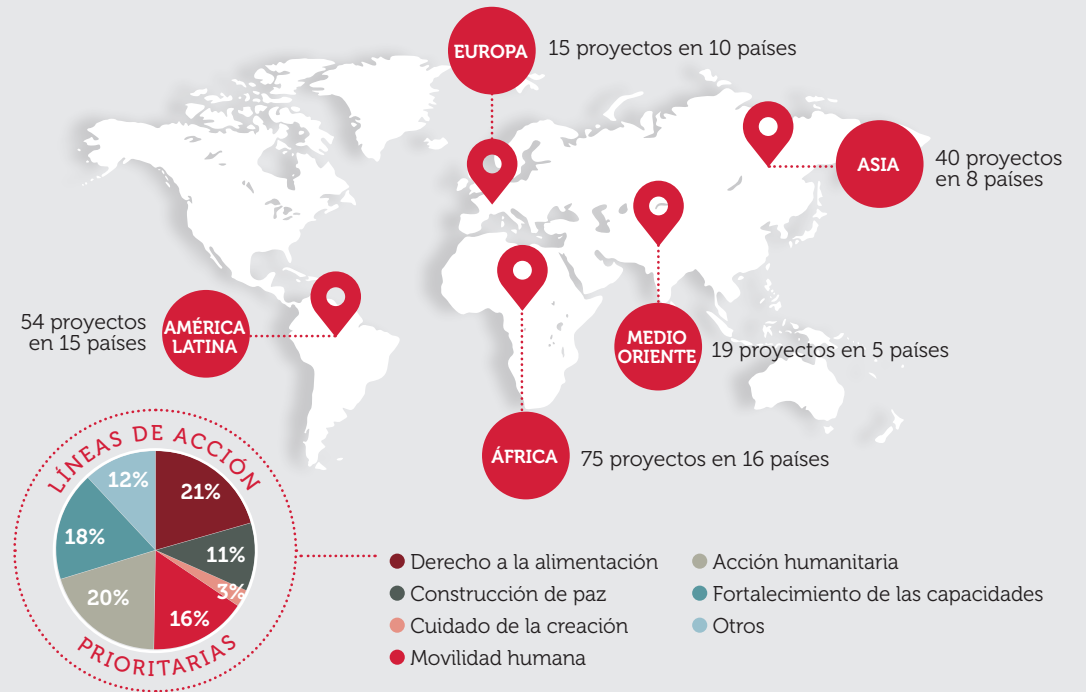 EUROPA
15 proyectos en 10 países
ASIA
40 proyectos
en 8 países
54 proyectos
en 15 países
AMÉRICA
LATINA
MEDIO
ORIENTE
19 proyectos en 5 países
ÁFRICA
75 proyectos en 16 países
LÍNEAS DE ACCIÓN
PRIORITARIAS
12%
21%
18%
11%
3%
20%
16%
Derecho a la alimentación
Construcción de paz
Cuidado de la creación
Movilidad humana
Acción humanitaria
Fortalecimiento de las capacidades
Otros